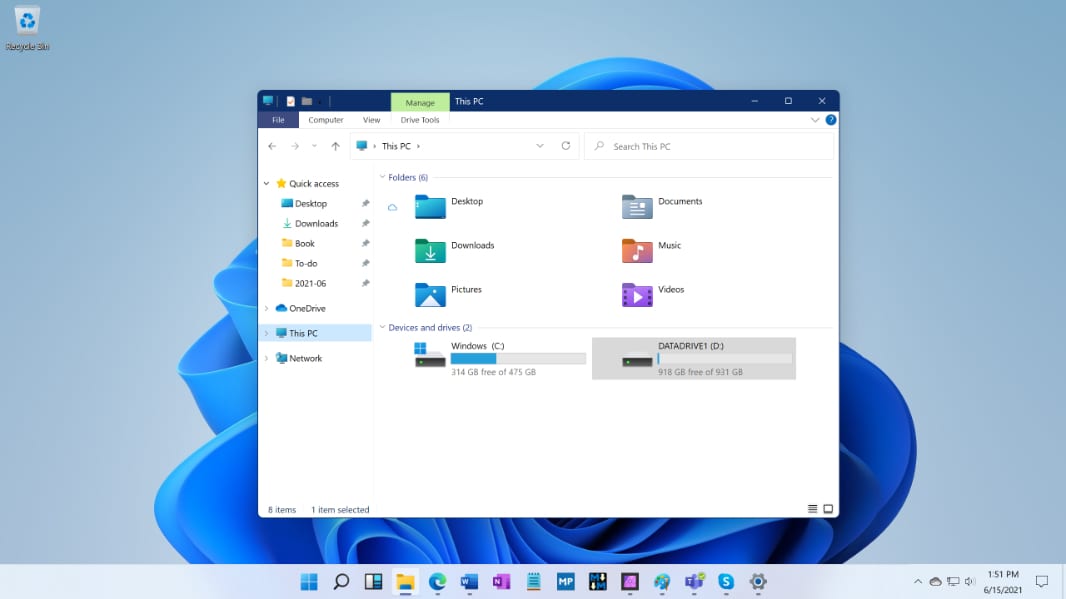 Recycle Bin
Manage
This PC
File
Computer
View
Drive Tools
This PC
Search This PC
Quick access
Desktop
Downloads
Book
To-do
2021-06
OneDrive
This PC
Network
Folders (6)
Desktop
Documents
Downloads
Music
Pictures
Videos
Devices and drives (2)
Windows (C:)
314 GB free of 475 GB
DATADRIVE1 (D:)
918 GB free of 931 GB
8 items
1 item selected
MP
1:51 PM
6/15/2021